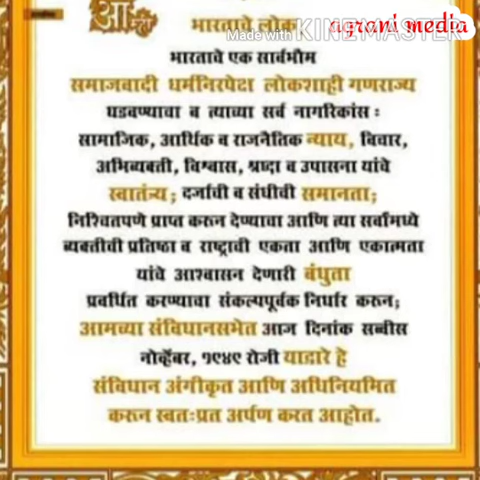 आम्ही भारताचे लोक, agrani media
Made with KINEMASTER
भारताचे एक सार्वभौम
समाजवादी धर्मनिरपेक्ष लोकशाही गणराज्य
घडवण्याचा व त्याच्या सर्व नागरिकांस :
सामाजिक, आर्थिक व राजनैतिक न्याय, विचार,
अभिव्यक्ती, विश्वास, श्रध्दा व उपासना यांचे
स्वातंत्र्य; दर्जाची व संधीची समानता;
निश्चितपणे प्राप्त करुन देण्याचा आणि त्या सर्वांमध्ये
व्यक्तीची प्रतिष्ठा व राष्ट्राची एकता आणि एकात्मता
यांचे आश्वासन देणारी बंधुता
प्रवर्धित करण्याचा संकल्पपूर्वक निर्धार करुन;
आमच्या संविधानसभेत आज दिनांक सव्वीस
नोव्हेंबर, १९४९ रोजी याद्वारे हे
संविधान अंगीकृत आणि अधिनियमित
करुन स्वतःप्रत अर्पण करत आहोत.